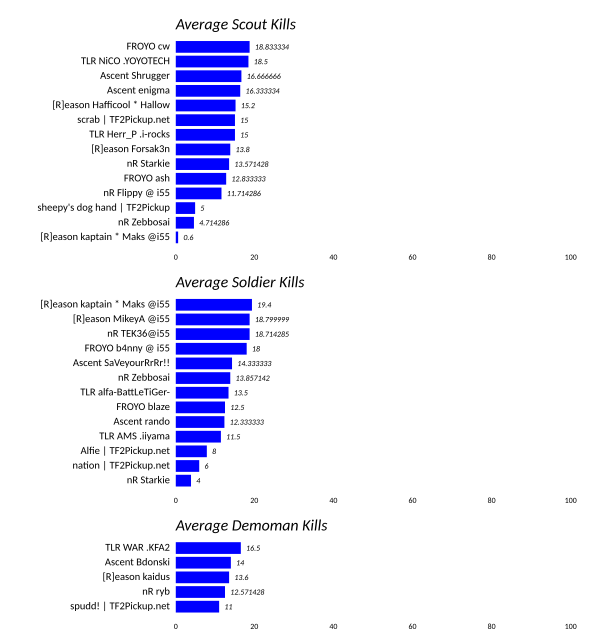 Average Scout Kills
FROYO cw 18.833334
TLR NiCO .YOYOTECH 18.5
Ascent Shrugger 16.666666
Ascent enigma 16.333334
[R]eason Hafficool * Hallow 15.2
scrab | TF2Pickup.net 15
TLR Herr_P .i-rocks 15
[R]eason Forsak3n 13.8
nR Starkie 13.571428
FROYO ash 12.833333
nR Flippy @ i55 11.714286
sheepy's dog hand | TF2Pickup 5
nR Zebbosai 4.714286
[R]eason kaptain * Maks @i55 0.6
0 20 40 60 80 100
Average Soldier Kills
[R]eason kaptain * Maks @i55 19.4
[R]eason MikeyA @i55 18.799999
nR TEK36@i55 18.714285
FROYO b4nny @ i55 18
Ascent SaVeyourRrRr!! 14.333333
nR Zebbosai 13.857142
TLR alfa-BattLeTiGer- 13.5
FROYO blaze 12.5
Ascent rando 12.333333
TLR AMS .iiyama 11.5
Alfie | TF2Pickup.net 8
nation | TF2Pickup.net 6
nR Starkie 4
0 20 40 60 80 100
Average Demoman Kills
TLR WAR .KFA2 16.5
Ascent Bdonski 14
[R]eason kaidus 13.6
nR ryb 12.571428
spudd! | TF2Pickup.net 11
0 20 40 60 80 100